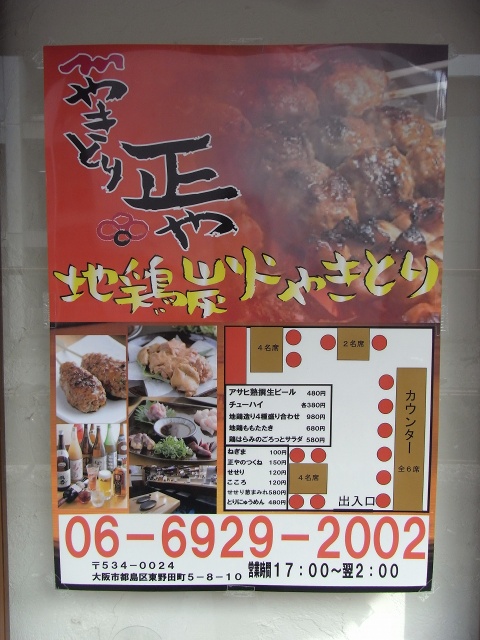 やきとり
正や
地鶏炭火やきとり
4名席
2名席
アサヒ熟撰生ビール 480円
チューハイ 各380円
地鶏造り4種盛り合わせ 980円
地鶏ももたたき 680円
鶏はらみのごろっとサラダ 580円
ねぎま 100円
正やのつくね 150円
せせり 120円
こころ 120円
せせり葱まみれ 580円
とりにゅうめん 480円
4名席
カウンター
全6席
出入口
06-6929-2002
〒534-0024
大阪市都島区東野田町5-8-10
営業時間17:00〜翌2:00